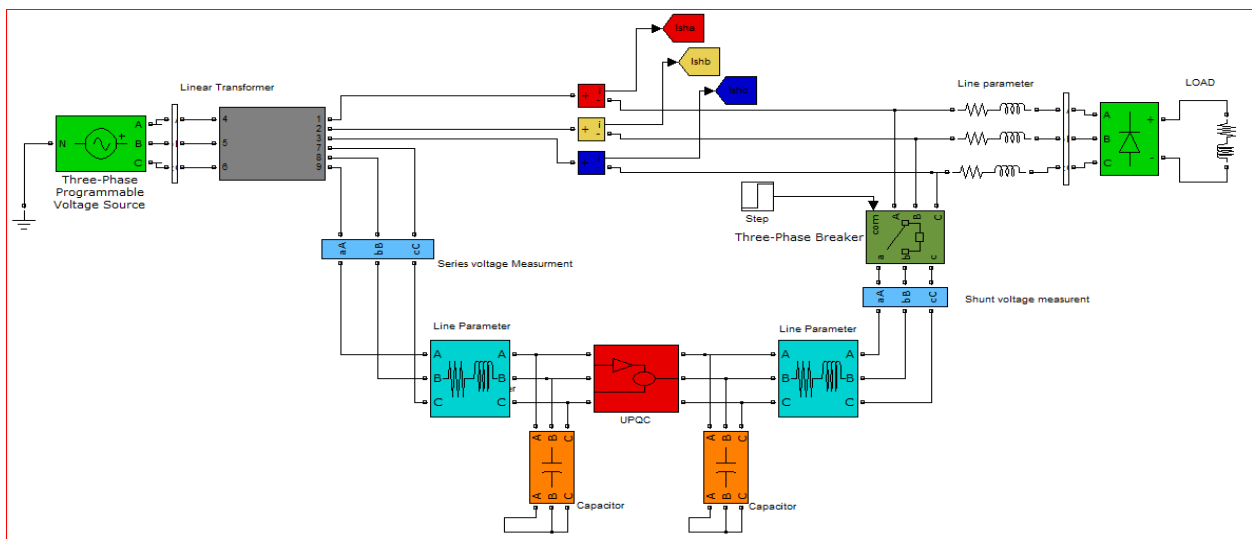 Isha
Ishb
Linear Transformer
Line parameter
LOAD
A
B
C
N
+
4
5
6
1
2
3
7
8
9
+ i -
+ i -
+ -
A
B
C
+
-
Three-Phase
Programmable
Voltage Source
Step
com
A
B
C
Three-Phase Breaker
a
b
c
aA
bB
cC
Series voltage Measurment
aA
bB
cC
Shunt voltage measurent
Line Parameter
Line Parameter
A
B
C
A
B
C
A
B
C
A
B
C
UPQC
A
B
C
A
B
C
Capacitor
A
B
C
A
B
C
Capacitor